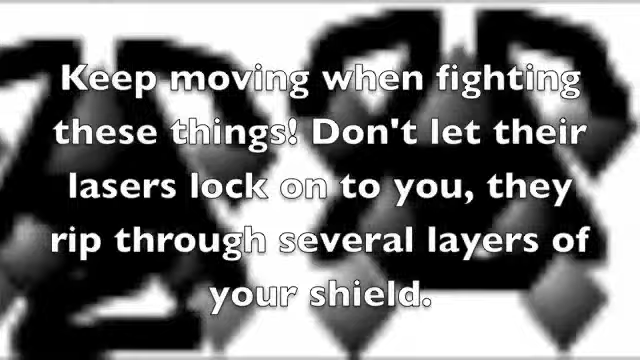 Keep moving when fighting
these things! Don't let their
lasers lock on to you, they
rip through several layers of
your shield.